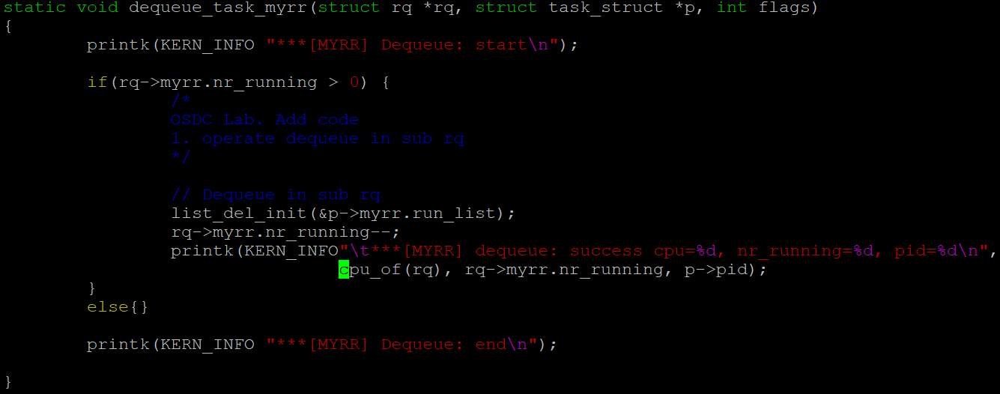 static void dequeue_task_myrr(struct rq *rq, struct task_struct *p, int flags)
{
        printk(KERN_INFO "***[MYRR] Dequeue: start\n");

        if(rq->myrr.nr_running > 0) {
                /*
                OSDC Lab. Add code
                1. operate dequeue in sub rq
                */

                // Dequeue in sub rq
                list_del_init(&p->myrr.run_list);
                rq->myrr.nr_running--;
                printk(KERN_INFO"\t***[MYRR] dequeue: success cpu=%d, nr_running=%d, pid=%d\n",
                                cpu_of(rq), rq->myrr.nr_running, p->pid);
        }
        else{}

        printk(KERN_INFO "***[MYRR] Dequeue: end\n");

}